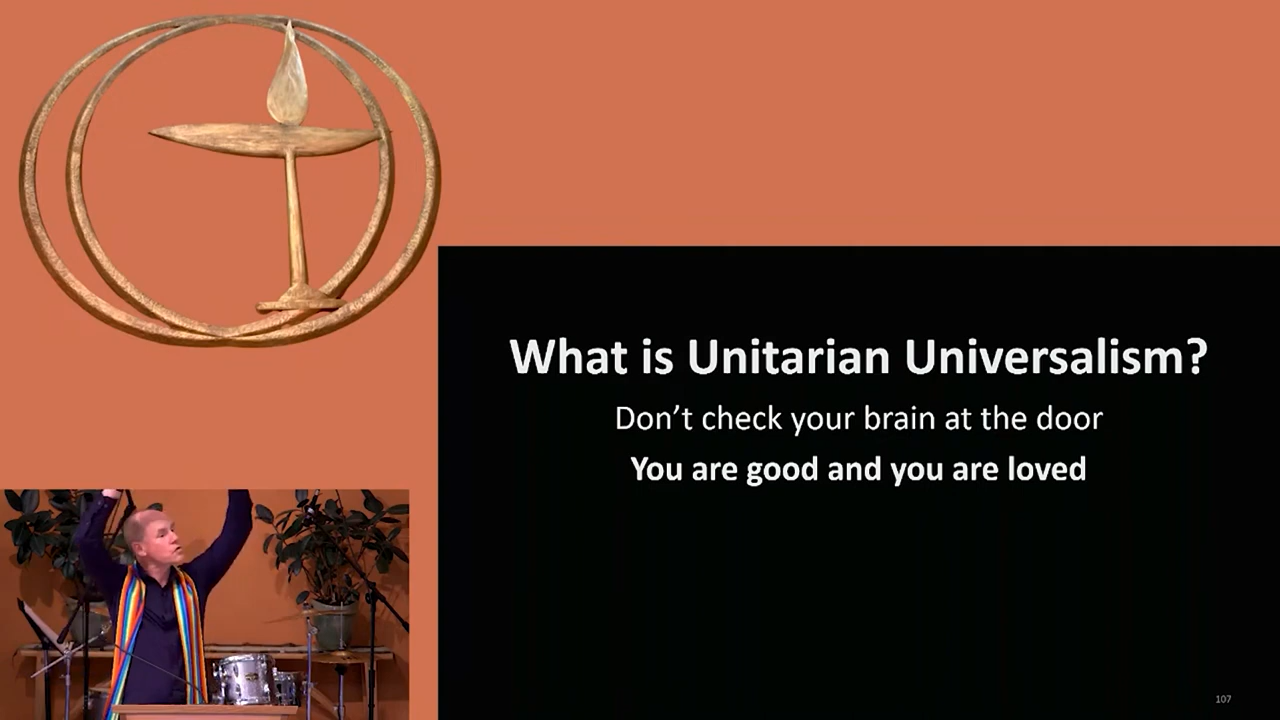 What is Unitarian Universalism?
Don’t check your brain at the door
You are good and you are loved
107